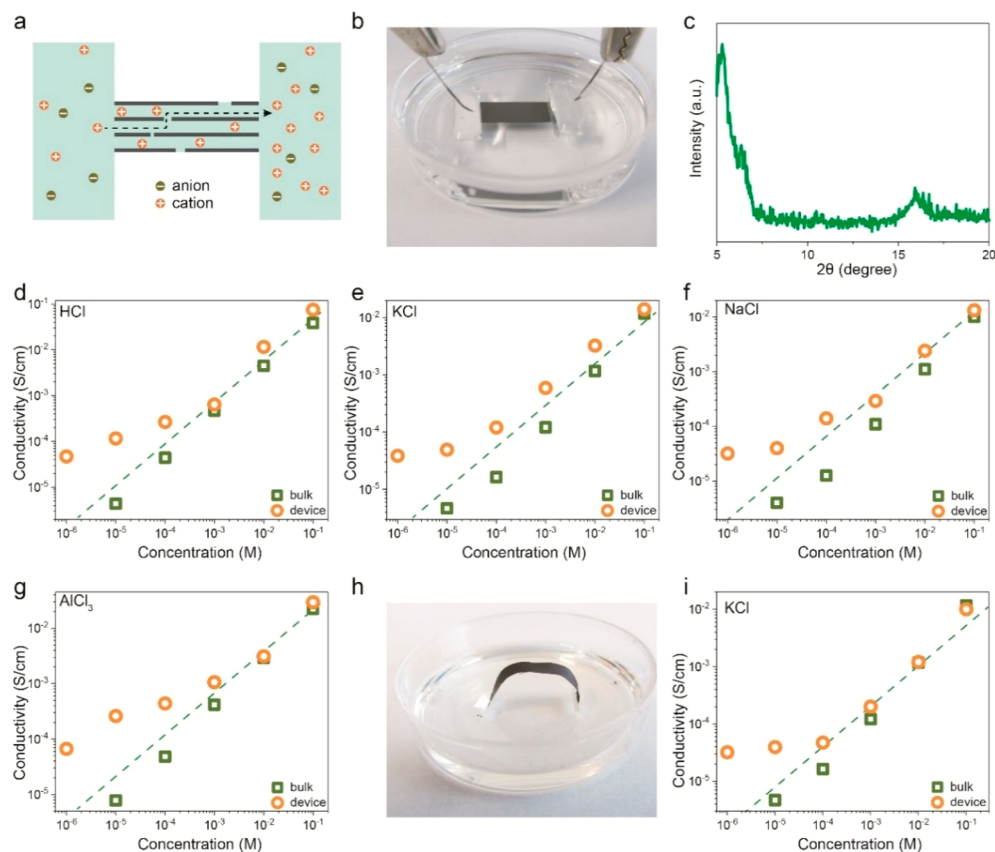 a
anion
cation
b
c
Intensity (a.u.)
5
10
15
20
2θ (degree)
d
HCl
Conductivity (S/cm)
10⁻¹
10⁻²
10⁻³
10⁻⁴
10⁻⁵
bulk
device
10⁻⁶ 10⁻⁵ 10⁻⁴ 10⁻³ 10⁻² 10⁻¹
Concentration (M)
e
KCl
Conductivity (S/cm)
10⁻²
10⁻³
10⁻⁴
10⁻⁵
bulk
device
10⁻⁶ 10⁻⁵ 10⁻⁴ 10⁻³ 10⁻² 10⁻¹
Concentration (M)
f
NaCl
Conductivity (S/cm)
10⁻²
10⁻³
10⁻⁴
10⁻⁵
bulk
device
10⁻⁶ 10⁻⁵ 10⁻⁴ 10⁻³ 10⁻² 10⁻¹
Concentration (M)
g
AlCl₃
Conductivity (S/cm)
10⁻²
10⁻³
10⁻⁴
10⁻⁵
bulk
device
10⁻⁶ 10⁻⁵ 10⁻⁴ 10⁻³ 10⁻² 10⁻¹
Concentration (M)
h
i
KCl
Conductivity (S/cm)
10⁻²
10⁻³
10⁻⁴
10⁻⁵
bulk
device
10⁻⁶ 10⁻⁵ 10⁻⁴ 10⁻³ 10⁻² 10⁻¹
Concentration (M)